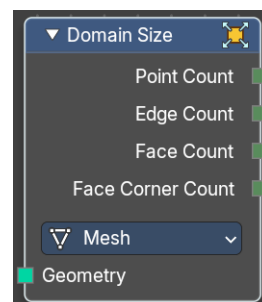 Domain Size
Point Count
Edge Count
Face Count
Face Corner Count
Mesh
Geometry